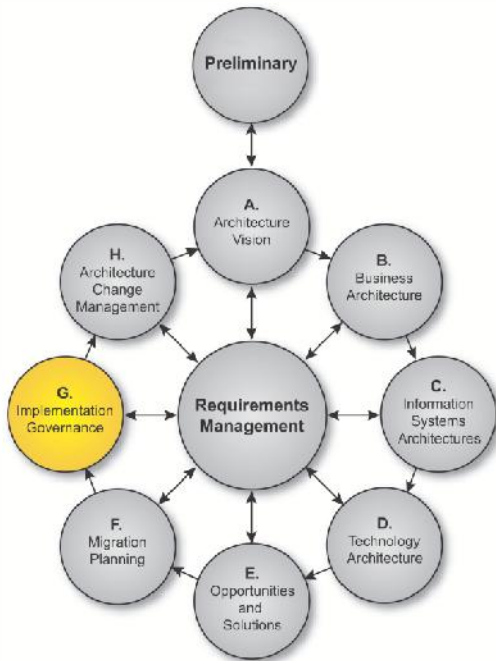 Preliminary
A.
Architecture
Vision
B.
Business
Architecture
C.
Information
Systems
Architectures
D.
Technology
Architecture
E.
Opportunities
and
Solutions
F.
Migration
Planning
G.
Implementation
Governance
H.
Architecture
Change
Management
Requirements
Management